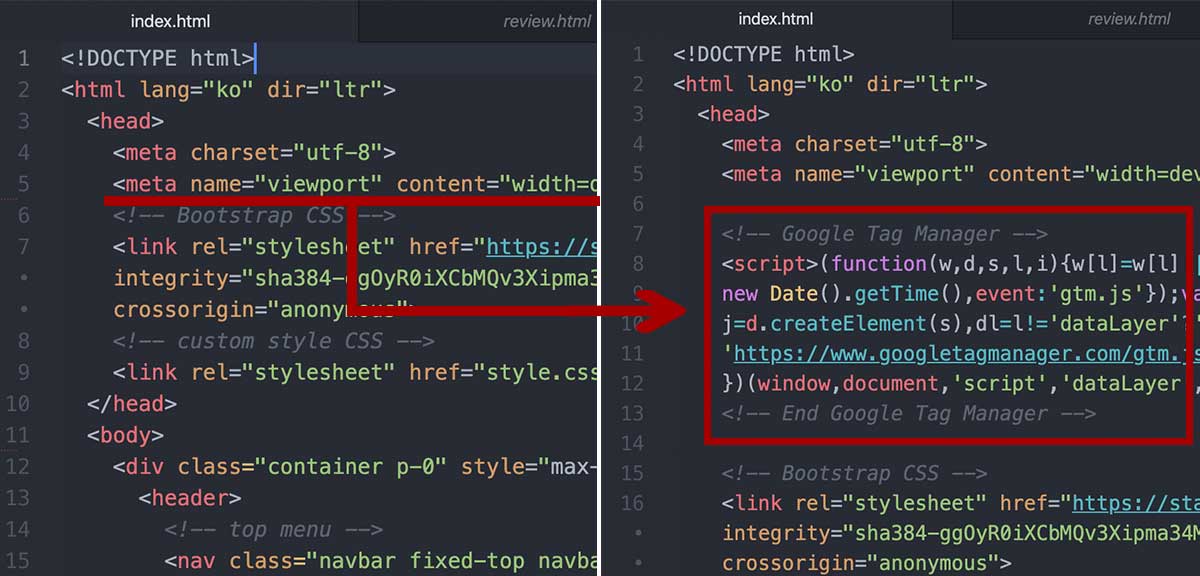 index.html
review.html
1 <!DOCTYPE html>
2 <html lang="ko" dir="ltr">
3 <head>
4 <meta charset="utf-8">
5 <meta name="viewport" content="width=d
6 <!-- Bootstrap CSS -->
7 <link rel="stylesheet" href="https://s
integrity="sha384-ggOyR0iXCbMQv3Xipma3
crossorigin="anonymous">
8 <!-- custom style CSS -->
9 <link rel="stylesheet" href="style.css
10 </head>
11 <body>
12 <div class="container p-0" style="max-
13 <header>
14 <!-- top menu -->
15 <nav class="navbar fixed-top navba
index.html
review.html
1 <!DOCTYPE html>
2 <html lang="ko" dir="ltr">
3 <head>
4 <meta charset="utf-8">
5 <meta name="viewport" content="width=dev
6
7 <!-- Google Tag Manager -->
8 <script>(function(w,d,s,l,i){w[l]=w[l]
9 new Date().getTime(),event:'gtm.js'});va
10 j=d.createElement(s),dl=l!='dataLayer'?'
11 'https://www.googletagmanager.com/gtm.js
12 })(window,document,'script','dataLayer',
13 <!-- End Google Tag Manager -->
14
15 <!-- Bootstrap CSS -->
16 <link rel="stylesheet" href="https://sta
integrity="sha384-ggOyR0iXCbMQv3Xipma34M
crossorigin="anonymous">